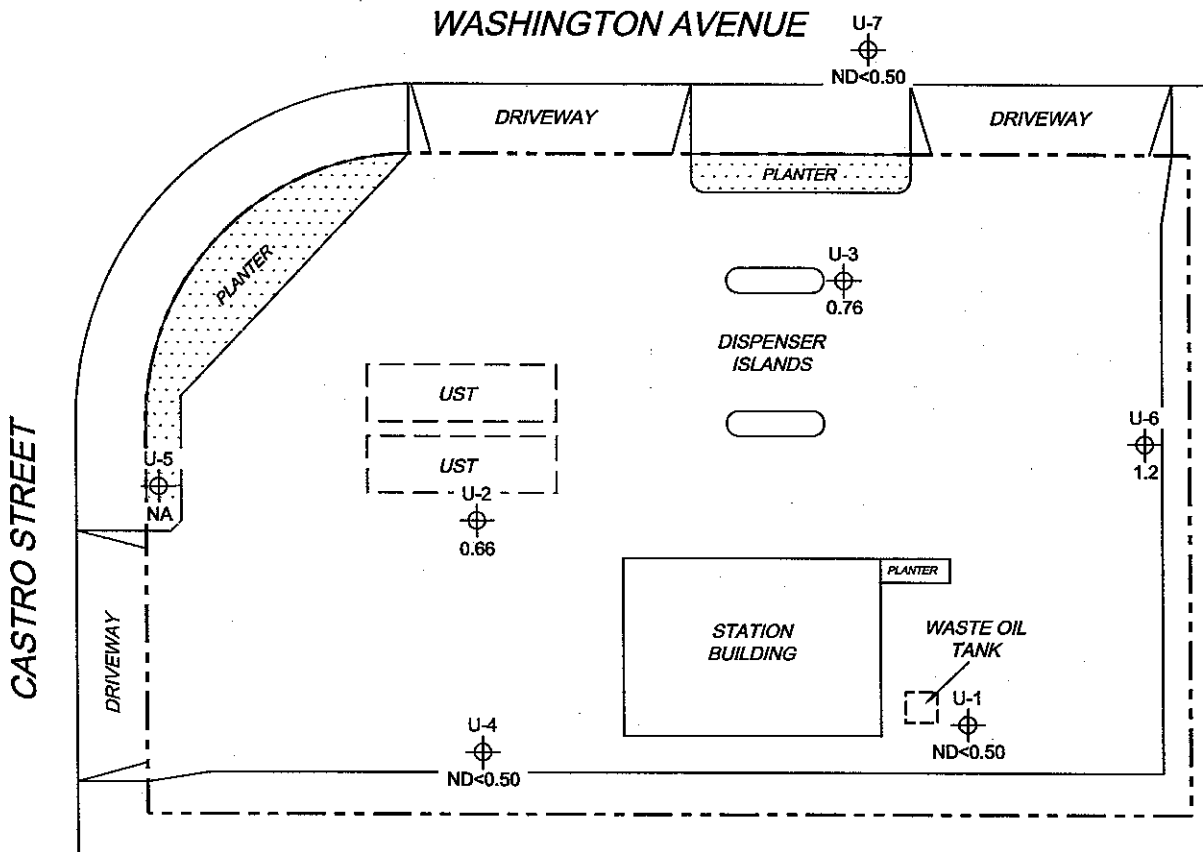 WASHINGTON AVENUE
U-7
ND<0.50
DRIVEWAY
DRIVEWAY
PLANTER
PLANTER
U-3
0.76
DISPENSER
ISLANDS
UST
UST
U-6
1.2
U-5
NA
U-2
0.66
CASTRO STREET
DRIVEWAY
PLANTER
STATION
BUILDING
WASTE OIL
TANK
U-1
ND<0.50
U-4
ND<0.50